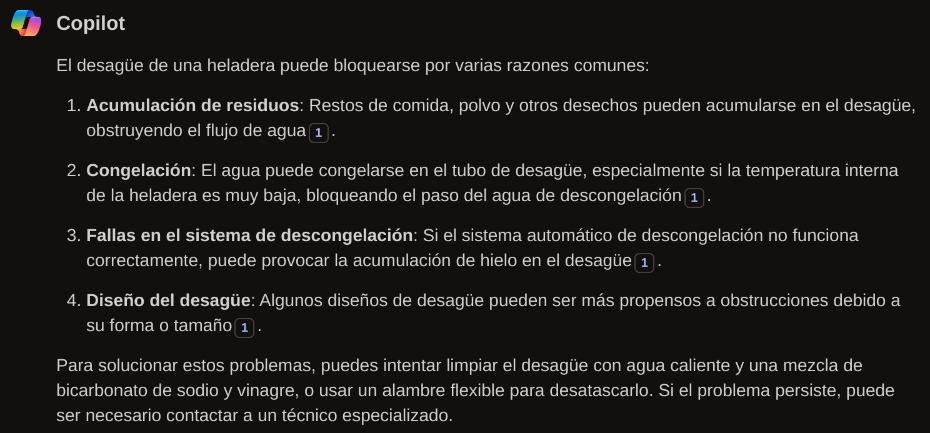 Copilot
El desagüe de una heladera puede bloquearse por varias razones comunes:
1. Acumulación de residuos: Restos de comida, polvo y otros desechos pueden acumularse en el desagüe,
obstruyendo el flujo de agua 1 .
2. Congelación: El agua puede congelarse en el tubo de desagüe, especialmente si la temperatura interna
de la heladera es muy baja, bloqueando el paso del agua de descongelación 1 .
3. Fallas en el sistema de descongelación: Si el sistema automático de descongelación no funciona
correctamente, puede provocar la acumulación de hielo en el desagüe 1 .
4. Diseño del desagüe: Algunos diseños de desagüe pueden ser más propensos a obstrucciones debido a
su forma o tamaño 1 .
Para solucionar estos problemas, puedes intentar limpiar el desagüe con agua caliente y una mezcla de
bicarbonato de sodio y vinagre, o usar un alambre flexible para desatascarlo. Si el problema persiste, puede
ser necesario contactar a un técnico especializado.